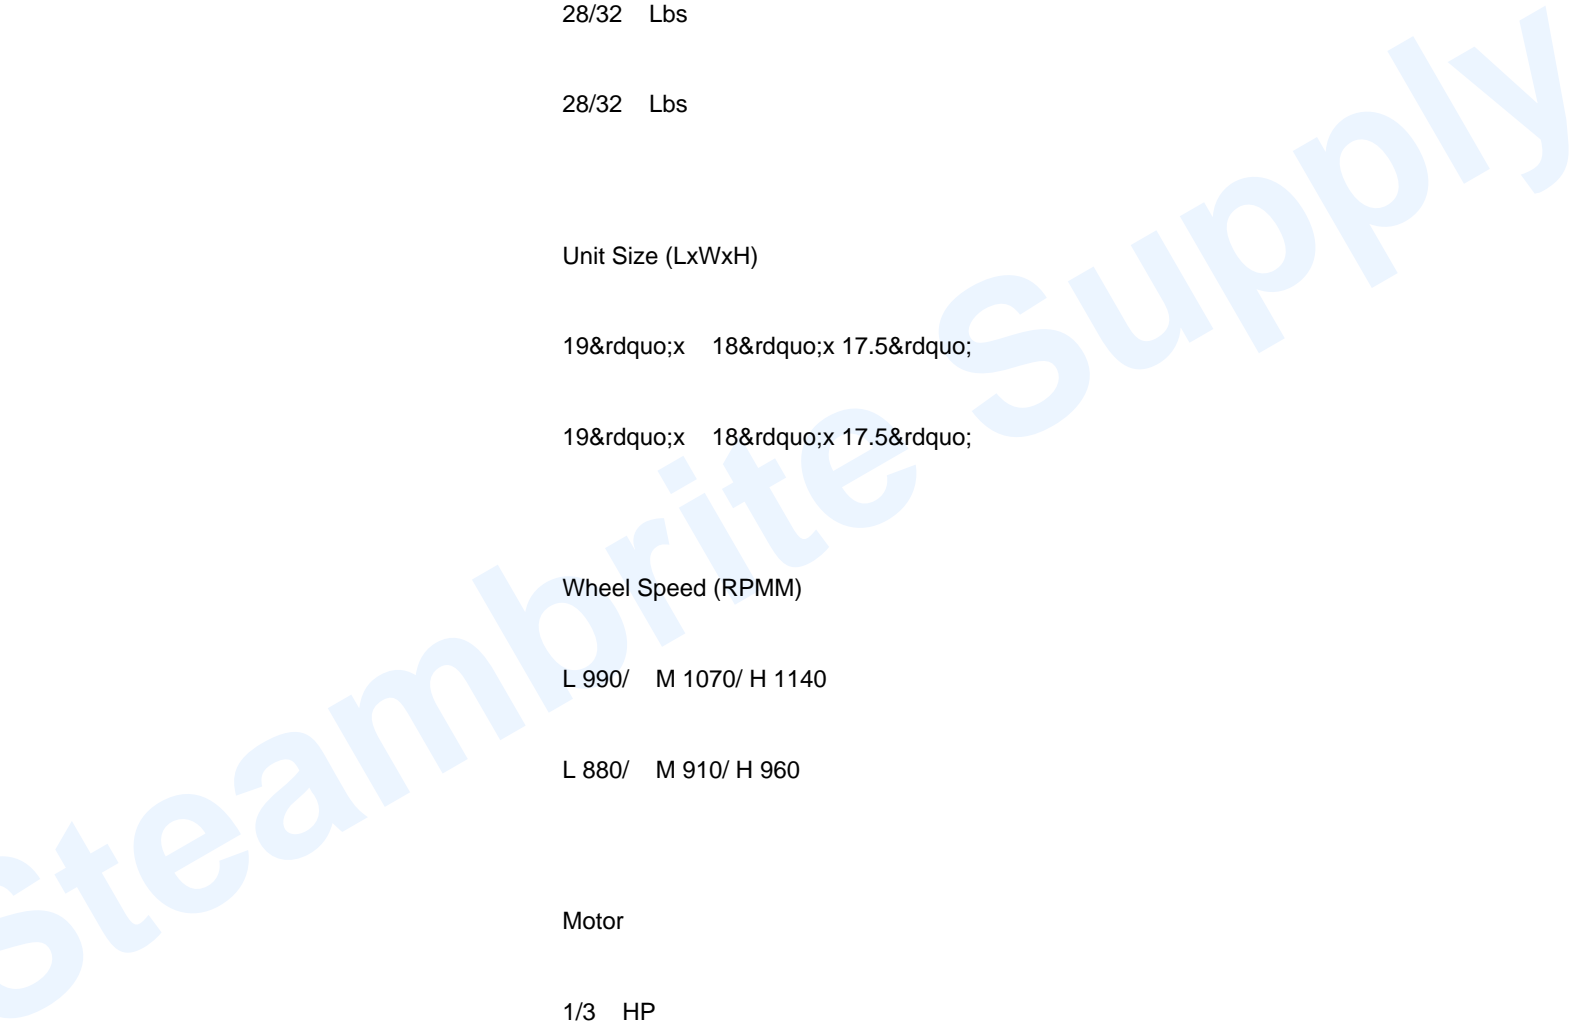 28/32 Lbs
28/32 Lbs
Unit Size (LxWxH)
19&rdquo;x 18&rdquo;x 17.5&rdquo;
19&rdquo;x 18&rdquo;x 17.5&rdquo;
Wheel Speed (RPMM)
L 990/ M 1070/ H 1140
L 880/ M 910/ H 960
Motor
1/3 HP
Steambrite Supply